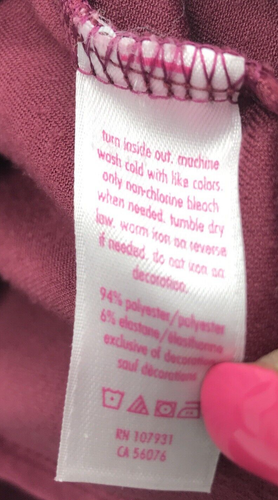 turn inside out. machine
wash cold with like colors.
only non-chlorine bleach
when needed. tumble dry
low. warm iron on reverse
if needed. do not iron on
decoration.
94% polyester/polyester
6% elastane/élasthanne
exclusive of decoration/
sauf décorations
RN 107931
CA 56076